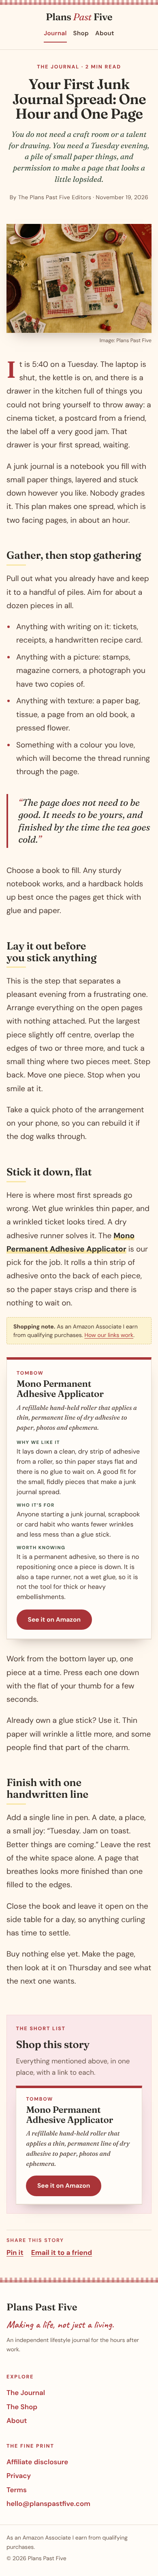 Plans Past Five
Journal Shop About
THE JOURNAL · 3 MIN READ
Your First Junk
Journal Spread: One
Hour and One Page
You do not need a craft room or a talent
for drawing. You need a Tuesday evening,
a pile of small paper things, and
permission to make a page that looks a
little lopsided.
By The Plans Past Five Editors · November 19, 2026
Image: Plans Past Five
It is 5:40 on a Tuesday. The laptop is
shut, the kettle is on, and there is a
drawer in the kitchen full of things you
could not bring yourself to throw away: a
cinema ticket, a postcard from a friend,
the label off a very good jam. That
drawer is your first spread, waiting.
A junk journal is a notebook you fill with
small paper things, layered and stuck
down however you like. Nobody grades
it. This plan makes one spread, which is
two facing pages, in about an hour.
Gather, then stop gathering
Pull out what you already have and keep
it to a handful of piles. Aim for about a
dozen pieces in all.
Anything with writing on it: tickets,
receipts, a handwritten recipe card.
Anything with a picture: stamps,
magazine corners, a photograph you
have two copies of.
Anything with texture: a paper bag,
tissue, a page from an old book, a
pressed flower.
Something with a colour you love,
which will become the thread running
through the page.
“The page does not need to be
good. It needs to be yours, and
finished by the time the tea goes
cold.”
Choose a book to fill. Any sturdy
notebook works, and a hardback holds
up best once the pages get thick with
glue and paper.
Lay it out before
you stick anything
This is the step that separates a
pleasant evening from a frustrating one.
Arrange everything on the open pages
with nothing attached. Put the largest
piece slightly off centre, overlap the
edges of two or three more, and tuck a
small thing where two pieces meet. Step
back. Move one piece. Stop when you
smile at it.
Take a quick photo of the arrangement
on your phone, so you can rebuild it if
the dog walks through.
Stick it down, flat
Here is where most first spreads go
wrong. Wet glue wrinkles thin paper, and
a wrinkled ticket looks tired. A dry
adhesive roller solves it. The Mono
Permanent Adhesive Applicator is our
pick for the job. It rolls a thin strip of
adhesive onto the back of each piece,
so the paper stays crisp and there is
nothing to wait on.
Shopping note. As an Amazon Associate I earn
from qualifying purchases. How our links work.
TOMBOW
Mono Permanent
Adhesive Applicator
A refillable hand-held roller that applies a
thin, permanent line of dry adhesive to
paper, photos and ephemera.
WHY WE LIKE IT
It lays down a clean, dry strip of adhesive
from a roller, so thin paper stays flat and
there is no glue to wait on. A good fit for
the small, fiddly pieces that make a junk
journal spread.
WHO IT'S FOR
Anyone starting a junk journal, scrapbook
or card habit who wants fewer wrinkles
and less mess than a glue stick.
WORTH KNOWING
It is a permanent adhesive, so there is no
repositioning once a piece is down. It is
also a tape runner, not a wet glue, so it is
not the tool for thick or heavy
embellishments.
See it on Amazon
Work from the bottom layer up, one
piece at a time. Press each one down
with the flat of your thumb for a few
seconds.
Already own a glue stick? Use it. Thin
paper will wrinkle a little more, and some
people find that part of the charm.
Finish with one
handwritten line
Add a single line in pen. A date, a place,
a small joy: “Tuesday. Jam on toast.
Better things are coming.” Leave the rest
of the white space alone. A page that
breathes looks more finished than one
filled to the edges.
Close the book and leave it open on the
side table for a day, so anything curling
has time to settle.
Buy nothing else yet. Make the page,
then look at it on Thursday and see what
the next one wants.
THE SHORT LIST
Shop this story
Everything mentioned above, in one
place, with a link to each.
TOMBOW
Mono Permanent
Adhesive Applicator
A refillable hand-held roller that
applies a thin, permanent line of dry
adhesive to paper, photos and
ephemera.
See it on Amazon
SHARE THIS STORY
Pin it Email it to a friend
Plans Past Five
Making a life, not just a living.
An independent lifestyle journal for the hours after
work.
EXPLORE
The Journal
The Shop
About
THE FINE PRINT
Affiliate disclosure
Privacy
Terms
hello@planspastfive.com
As an Amazon Associate I earn from qualifying
purchases.
© 2026 Plans Past Five